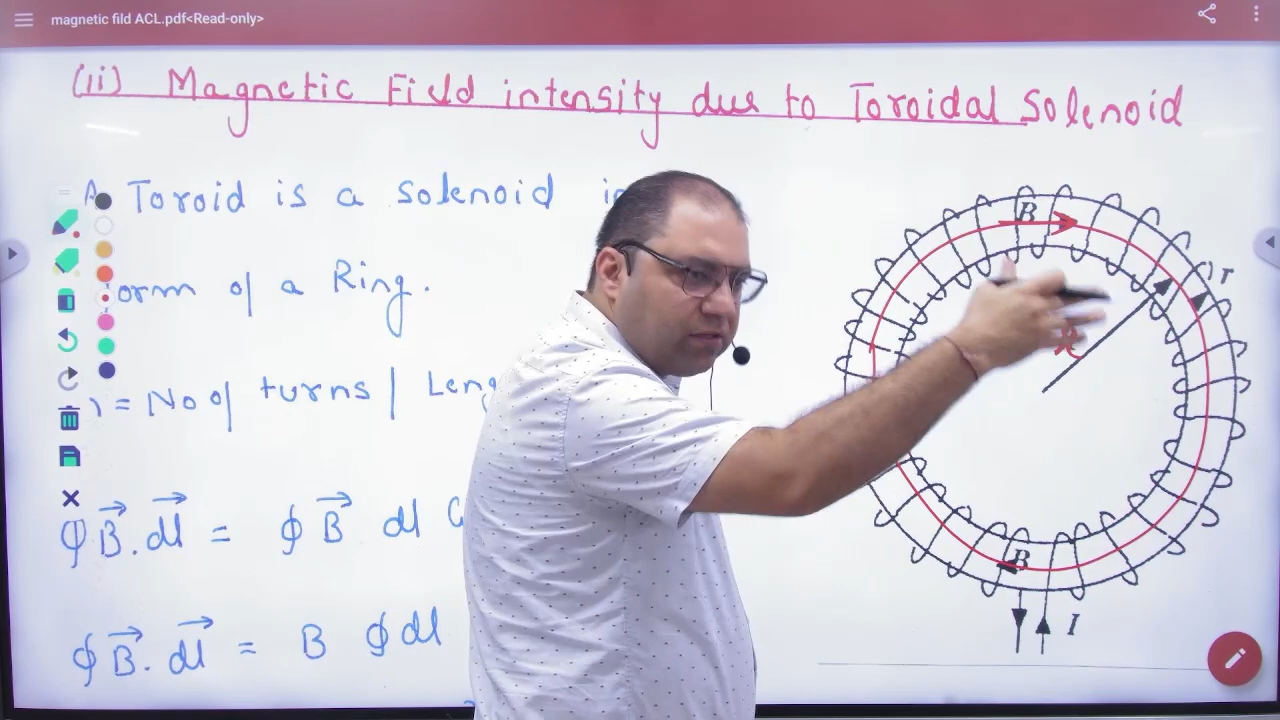 magnetic fild ACL.pdf<Read-only>
(ii) Magnetic Field intensity due to Toroidal Solenoid
A Toroid is a solenoid in
form of a Ring.
= No of turns / Leng
∮ B⃗ . dl⃗ = ∮ B⃗ dl C
∮ B⃗ . dl⃗ = B ∮ dl
B
r
B
I